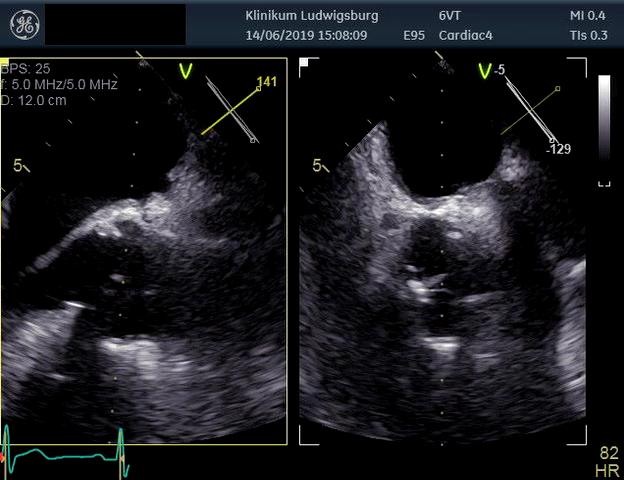 Klinikum Ludwigsburg
6VT
MI 0.4
14/06/2019 15:08:09
E95
Cardiac4
TIs 0.3
BPS: 25
f: 5.0 MHz/5.0 MHz
D: 12.0 cm
V
141
5
V
-5
-129
5
82
HR